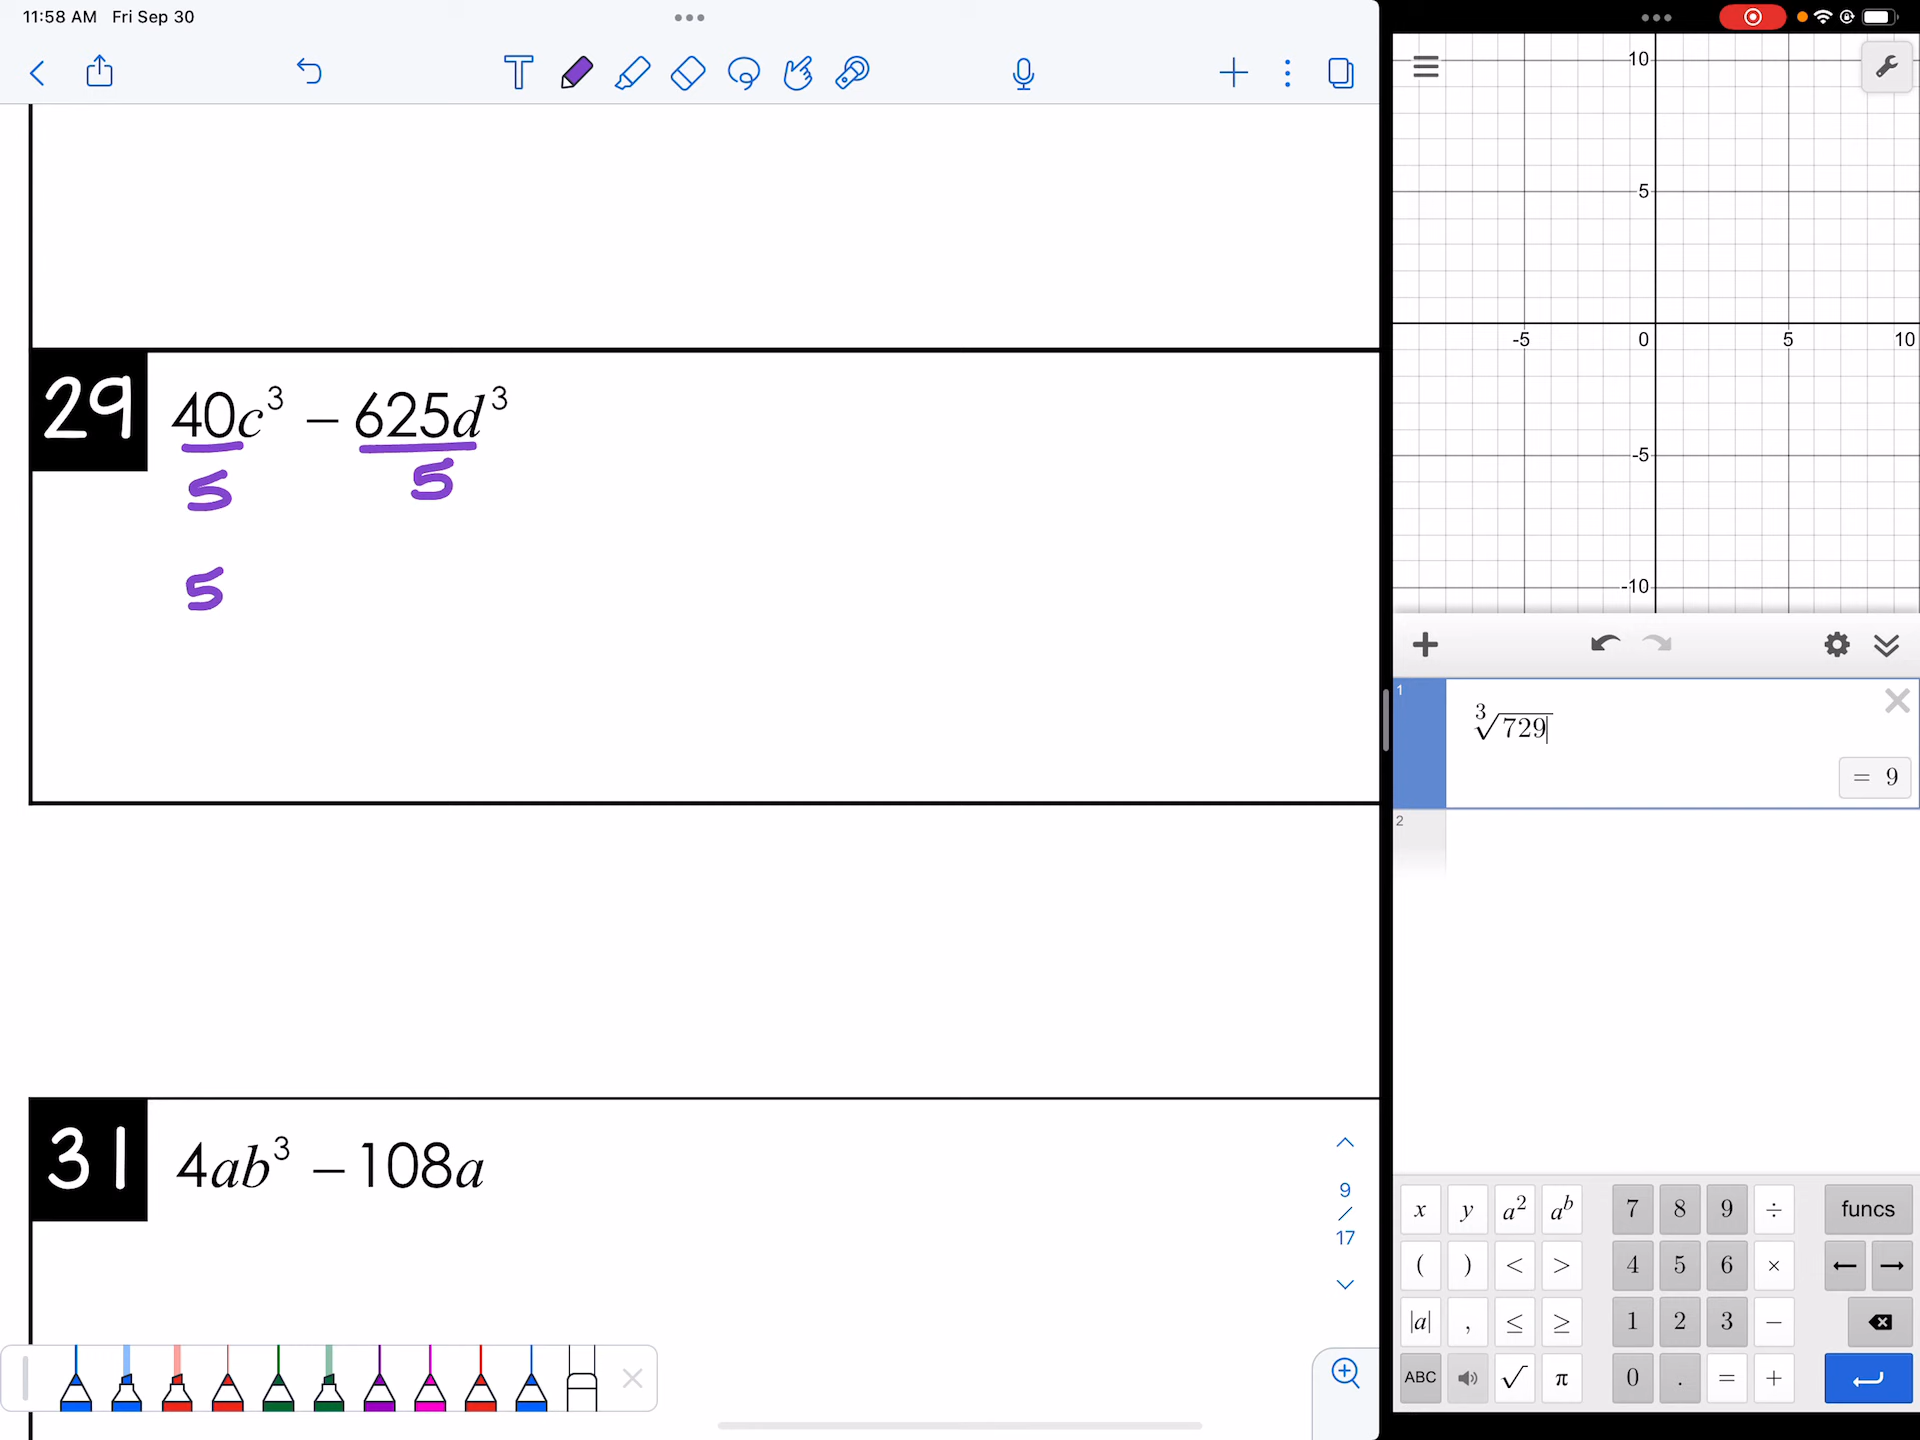 11:58 AM Fri Sep 30
29
40c³ – 625d³
5 5
5
31
4ab³ – 108a
9
/
17
10
5
-5 0 5 10
-5
-10
1
∛729
= 9
2
x y a² aᵇ 7 8 9 ÷ funcs
( ) < > 4 5 6 × ← →
|a| , ≤ ≥ 1 2 3 −
ABC √ π 0 . = +